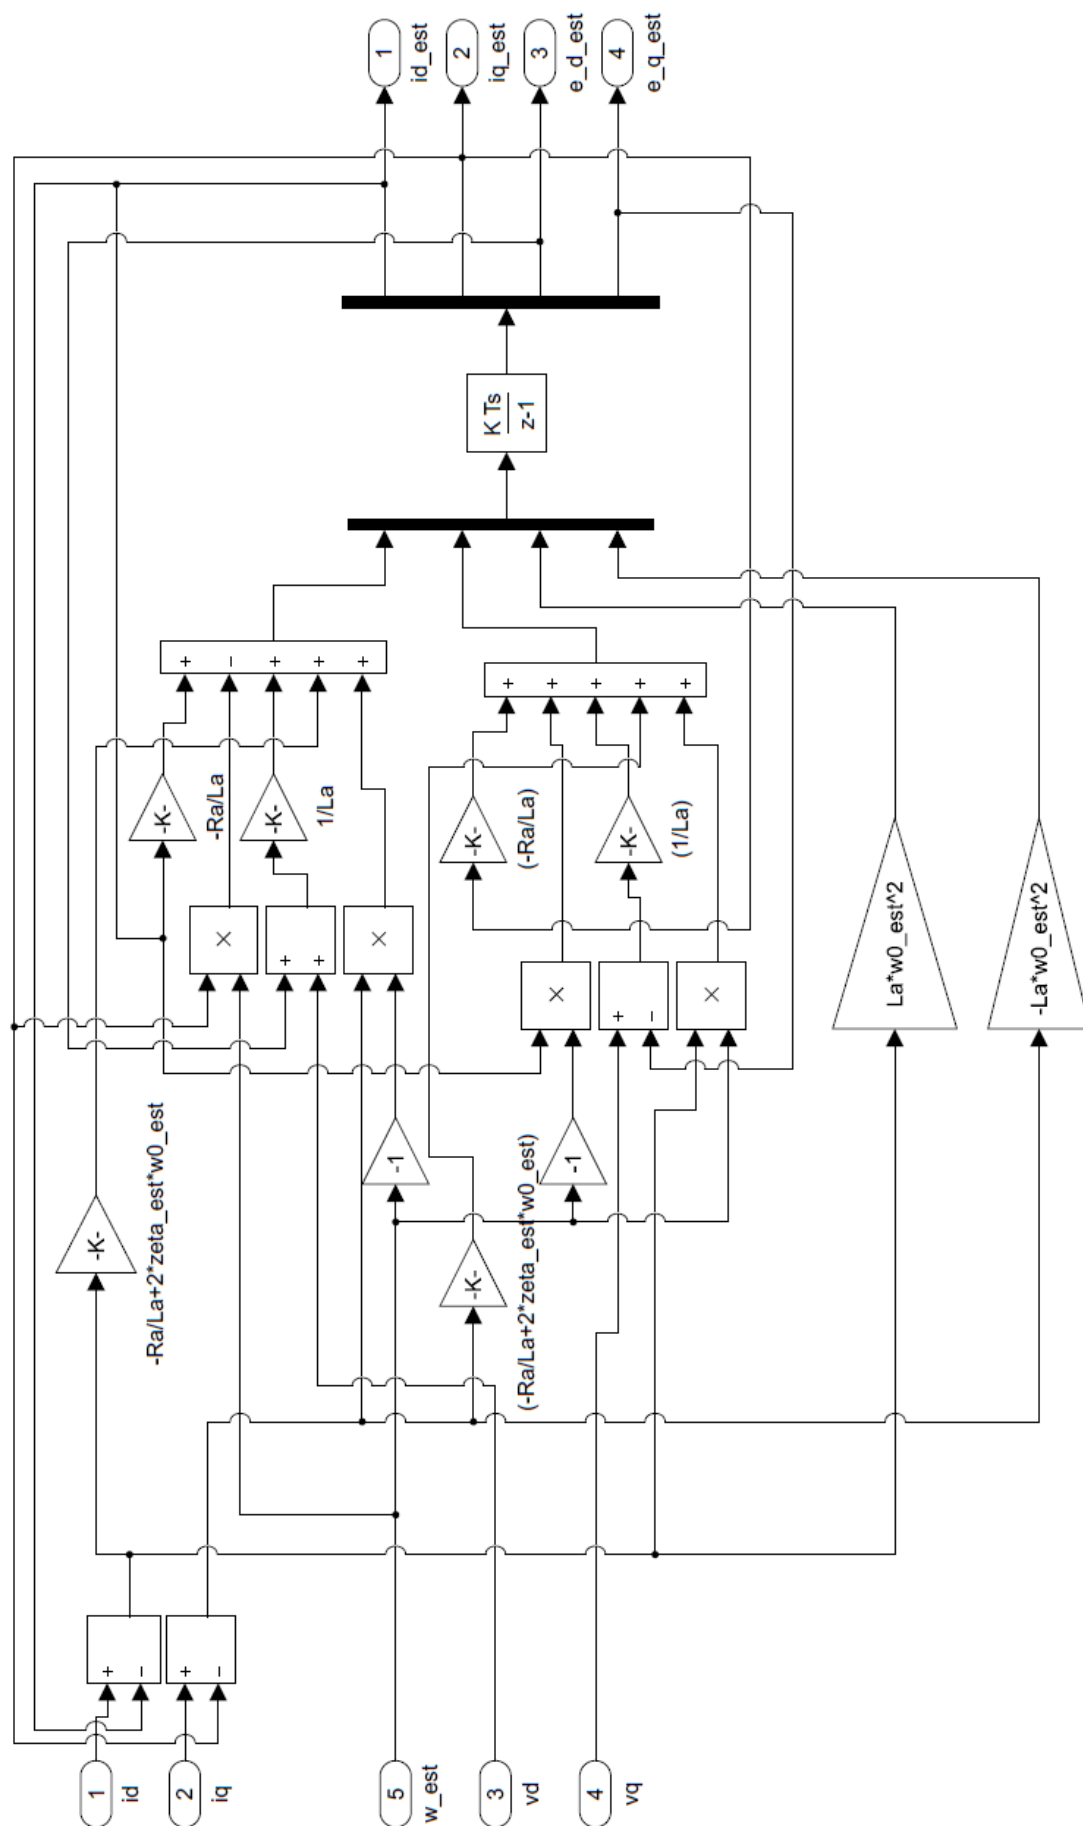 1
id
2
iq
5
w_est
3
vd
4
vq
+
−
+
−
-K-
-Ra/La+2*zeta_est*w0_est
-1
-K-
(-Ra/La+2*zeta_est*w0_est)
-1
×
+
+
×
×
+
−
×
La*w0_est^2
-La*w0_est^2
-K-
-Ra/La
-K-
1/La
-K-
(-Ra/La)
-K-
(1/La)
+
−
+
+
+
+
+
+
+
+
K Ts
z-1
1
id_est
2
iq_est
3
e_d_est
4
e_q_est